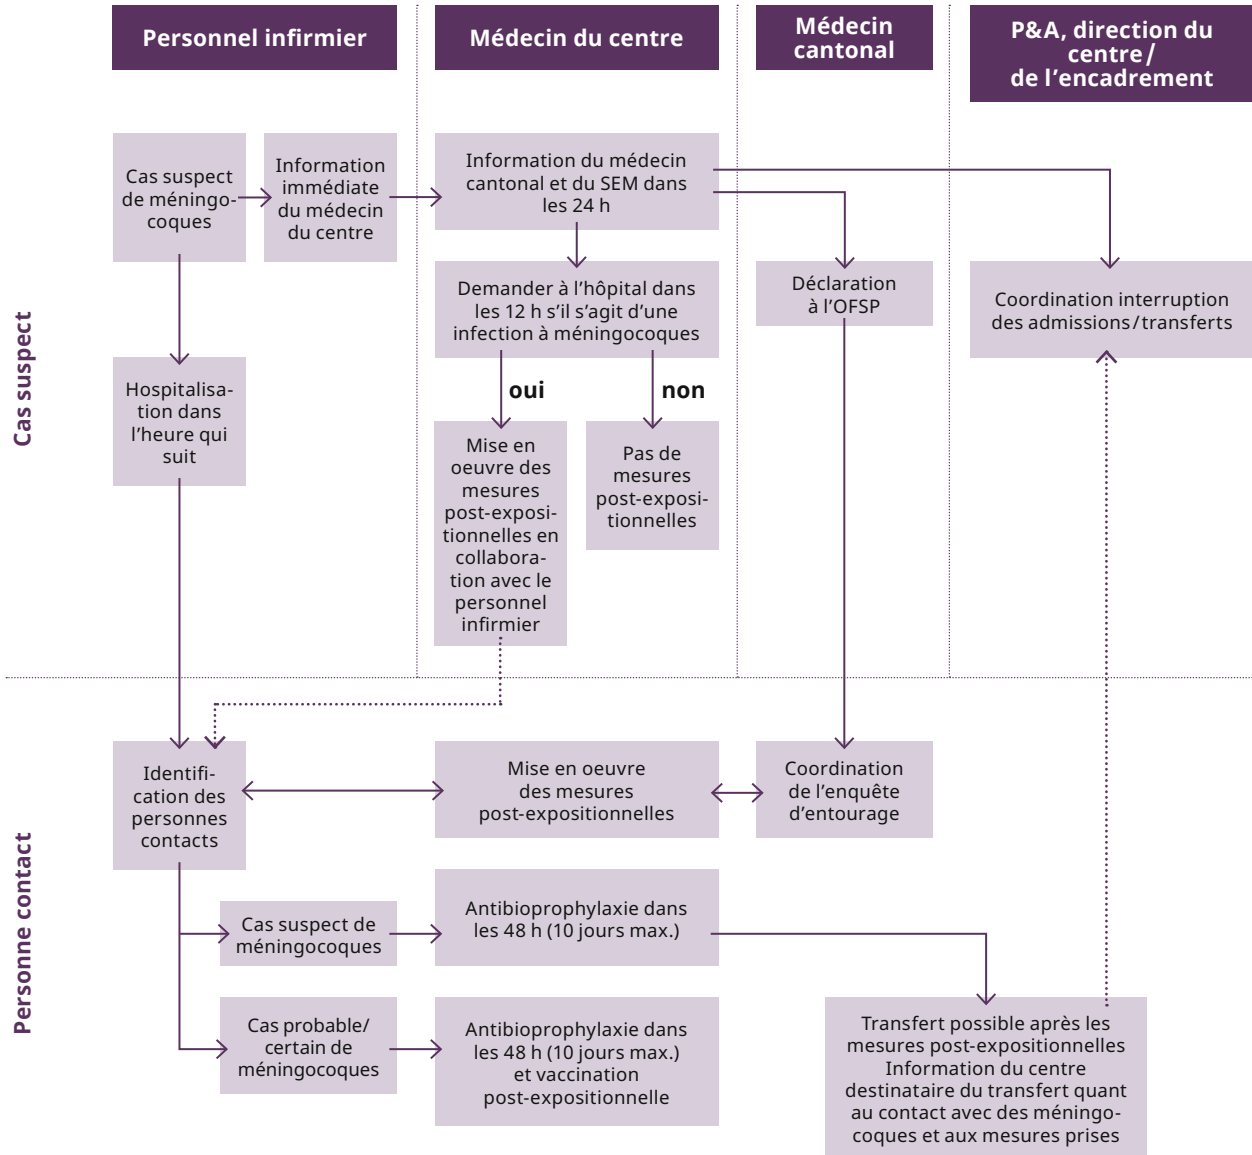 Personnel infirmier
Médecin du centre
Médecin
cantonal
P&A, direction du
centre/
de l'encadrement
Cas suspect
Cas suspect
de méningo-
coques
Information
immédiate
du médecin
du centre
Information du médecin
cantonal et du SEM dans
les 24 h
Demander à l'hôpital dans
les 12 h s'il s'agit d'une
infection à méningocoques
Déclaration
à l'OFSP
Coordination interruption
des admissions/transferts
Hospitalisa-
tion dans
l'heure qui
suit
oui
non
Mise en
oeuvre des
mesures
post-exposi-
tionnelles en
collabora-
tion avec le
personnel
infirmier
Pas de
mesures
post-exposi-
tionnelles
Personne contact
Identifi-
cation des
personnes
contacts
Mise en oeuvre
des mesures
post-expositionnelles
Coordination
de l'enquête
d'entourage
Cas suspect de
méningocoques
Antibioprophylaxie dans
les 48 h (10 jours max.)
Cas probable/
certain de
méningocoques
Antibioprophylaxie dans
les 48 h (10 jours max.)
et vaccination
post-expositionnelle
Transfert possible après les
mesures post-expositionnelles
Information du centre
destinataire du transfert quant
au contact avec des méningo-
coques et aux mesures prises